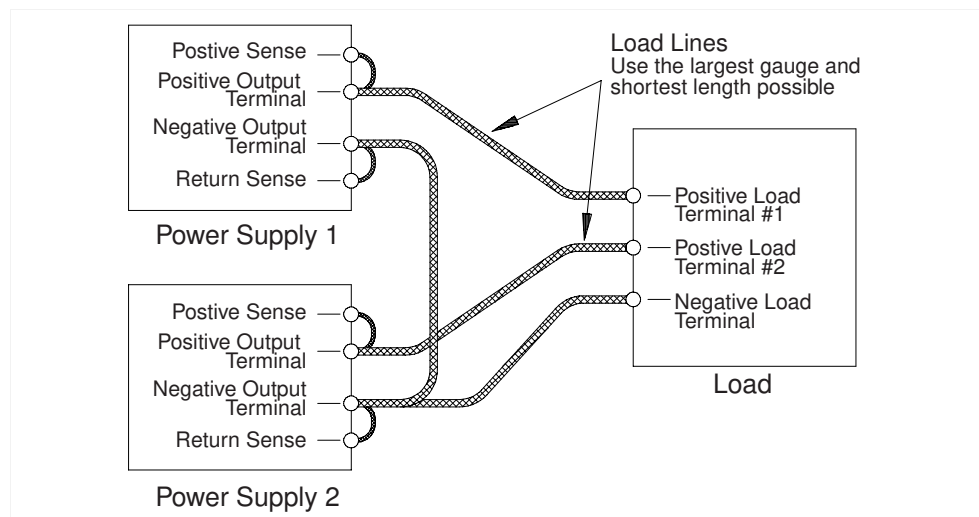 Postive Sense
Positive Output
Terminal
Negative Output
Terminal
Return Sense
Power Supply 1
Load Lines
Use the largest gauge and
shortest length possible
Positive Load
Terminal #1
Postive Load
Terminal #2
Negative Load
Terminal
Load
Postive Sense
Positive Output
Terminal
Negative Output
Terminal
Return Sense
Power Supply 2